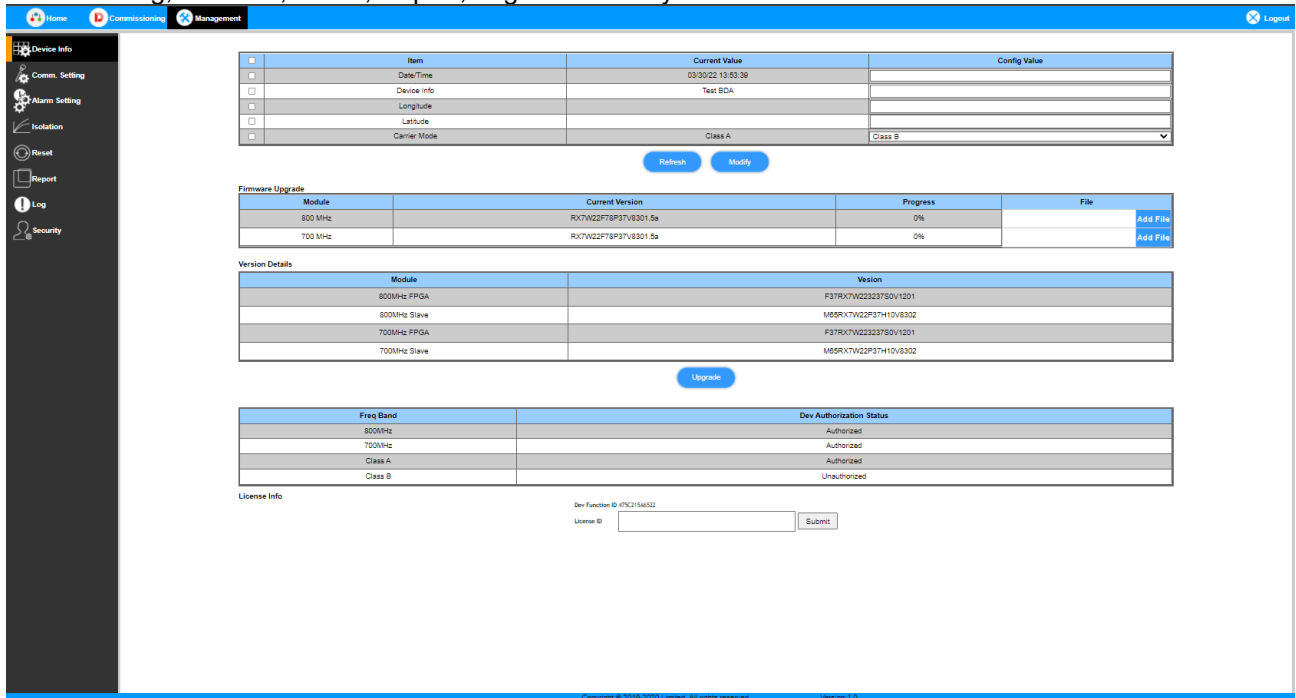 Home Commissioning Management Logout
Device Info
Comm. Setting
Alarm Setting
Isolation
Reset
Report
Log
Security
Item Current Value Config Value
Date/Time 03/30/22 13:53:39
Device Info Test BDA
Longitude
Latitude
Carrier Mode Class A Class B
Refresh Modify
Firmware Upgrade
Module Current Version Progress File
800 MHz RX7W22F78P37V8301.5a 0% Add File
700 MHz RX7W22F78P37V8301.5a 0% Add File
Version Details
Module Vesion
800MHz FPGA F37RX7W223237S0V1201
800MHz Slave M65RX7W22P37H10V8302
700MHz FPGA F37RX7W223237S0V1201
700MHz Slave M65RX7W22P37H10V8302
Upgrade
Freq Band Dev Authorization Status
800MHz Authorized
700MHz Authorized
Class A Authorized
Class B Unauthorized
License Info
Dev Function ID 475C215A6522
License ID Submit